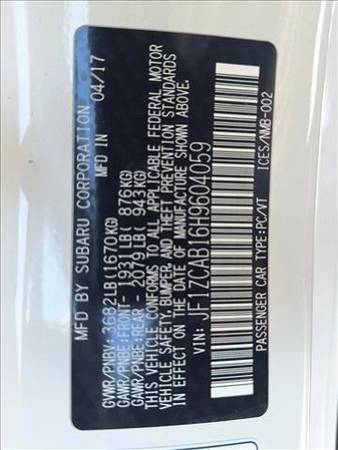 MFD BY SUBARU CORPORATION
MFD IN 04/17
GVWR/PNBV: 3682LB(1670KG)
GAWR/PNBE:FRONT- 1931LB( 876KG)
GAWR/PNBE:REAR - 2079LB( 943KG)
THIS VEHICLE CONFORMS TO ALL APPLICABLE FEDERAL MOTOR
VEHICLE SAFETY, BUMPER, AND THEFT PREVENTION STANDARDS
IN EFFECT ON THE DATE OF MANUFACTURE SHOWN ABOVE.
VIN: JF1ZCAB16H9604059
PASSENGER CAR TYPE:PC/VT
ICES/NMB-002